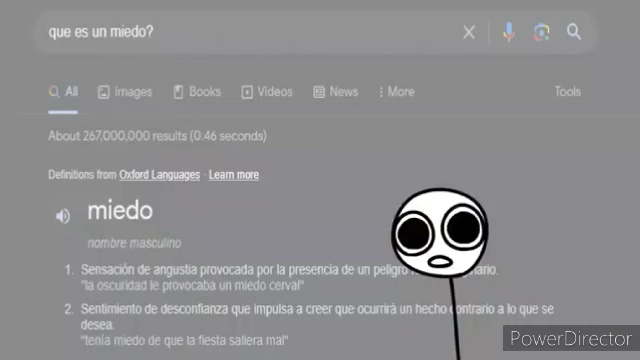 que es un miedo?
All Images Books Videos News More Tools
About 267,000,000 results (0.46 seconds)
Definitions from Oxford Languages · Learn more
miedo
nombre masculino
1. Sensación de angustia provocada por la presencia de un peligro
"la oscuridad le provocaba un miedo cerval"
2. Sentimiento de desconfianza que impulsa a creer que ocurrirá un hecho contrario a lo que se
desea.
"tenía miedo de que la fiesta saliera mal"
PowerDirector